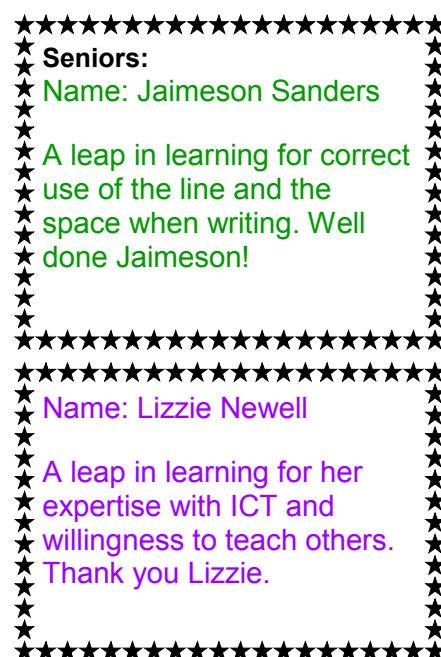 Seniors:
Name: Jaimeson Sanders
A leap in learning for correct
use of the line and the
space when writing. Well
done Jaimeson!
Name: Lizzie Newell
A leap in learning for her
expertise with ICT and
willingness to teach others.
Thank you Lizzie.